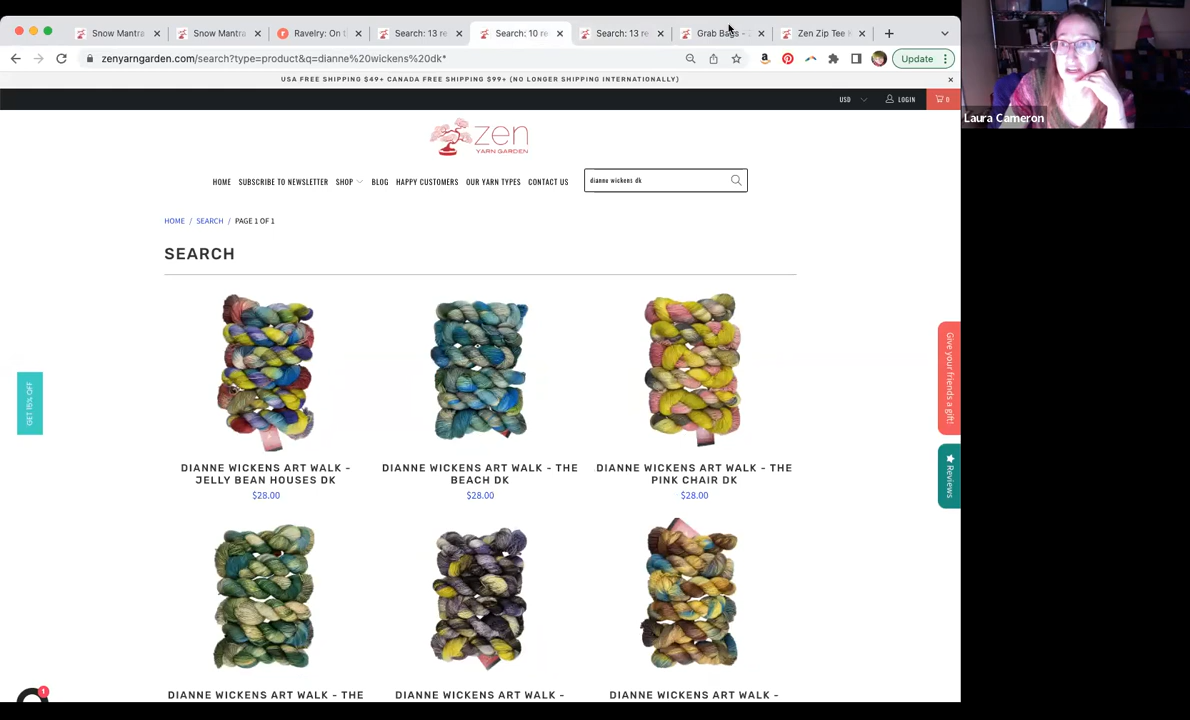 Snow Mantra
Snow Mantra
Ravelry: On t
Search: 13 re
Search: 10 re
Search: 13 re
Grab Bags - Z
Zen Zip Tee K
zenyarngarden.com/search?type=product&q=dianne%20wickens%20dk*
Update
USA FREE SHIPPING $49+ CANADA FREE SHIPPING $99+ (NO LONGER SHIPPING INTERNATIONALLY)
USD
LOGIN
0
zen
YARN GARDEN
HOME
SUBSCRIBE TO NEWSLETTER
SHOP
BLOG
HAPPY CUSTOMERS
OUR YARN TYPES
CONTACT US
dianne wickens dk
HOME / SEARCH / PAGE 1 OF 1
SEARCH
DIANNE WICKENS ART WALK -
JELLY BEAN HOUSES DK
$28.00
DIANNE WICKENS ART WALK - THE
BEACH DK
$28.00
DIANNE WICKENS ART WALK - THE
PINK CHAIR DK
$28.00
DIANNE WICKENS ART WALK - THE
DIANNE WICKENS ART WALK -
DIANNE WICKENS ART WALK -
GET 15% OFF
Give your friends a gift!
Reviews
1
Laura Cameron